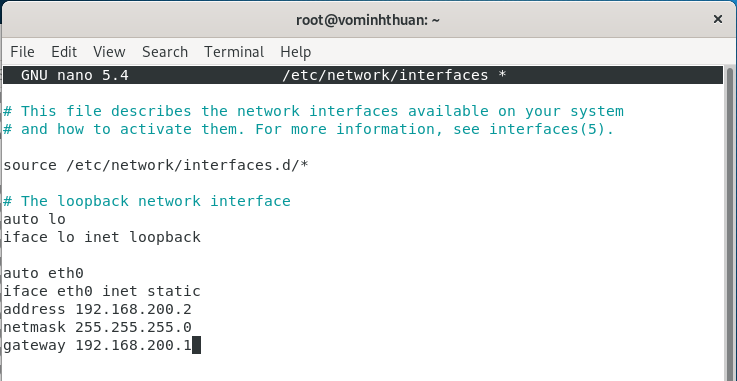 root@vominhthuan: ~
×
File Edit View Search Terminal Help
GNU nano 5.4 /etc/network/interfaces *
# This file describes the network interfaces available on your system
# and how to activate them. For more information, see interfaces(5).
source /etc/network/interfaces.d/*
# The loopback network interface
auto lo
iface lo inet loopback
auto eth0
iface eth0 inet static
address 192.168.200.2
netmask 255.255.255.0
gateway 192.168.200.1